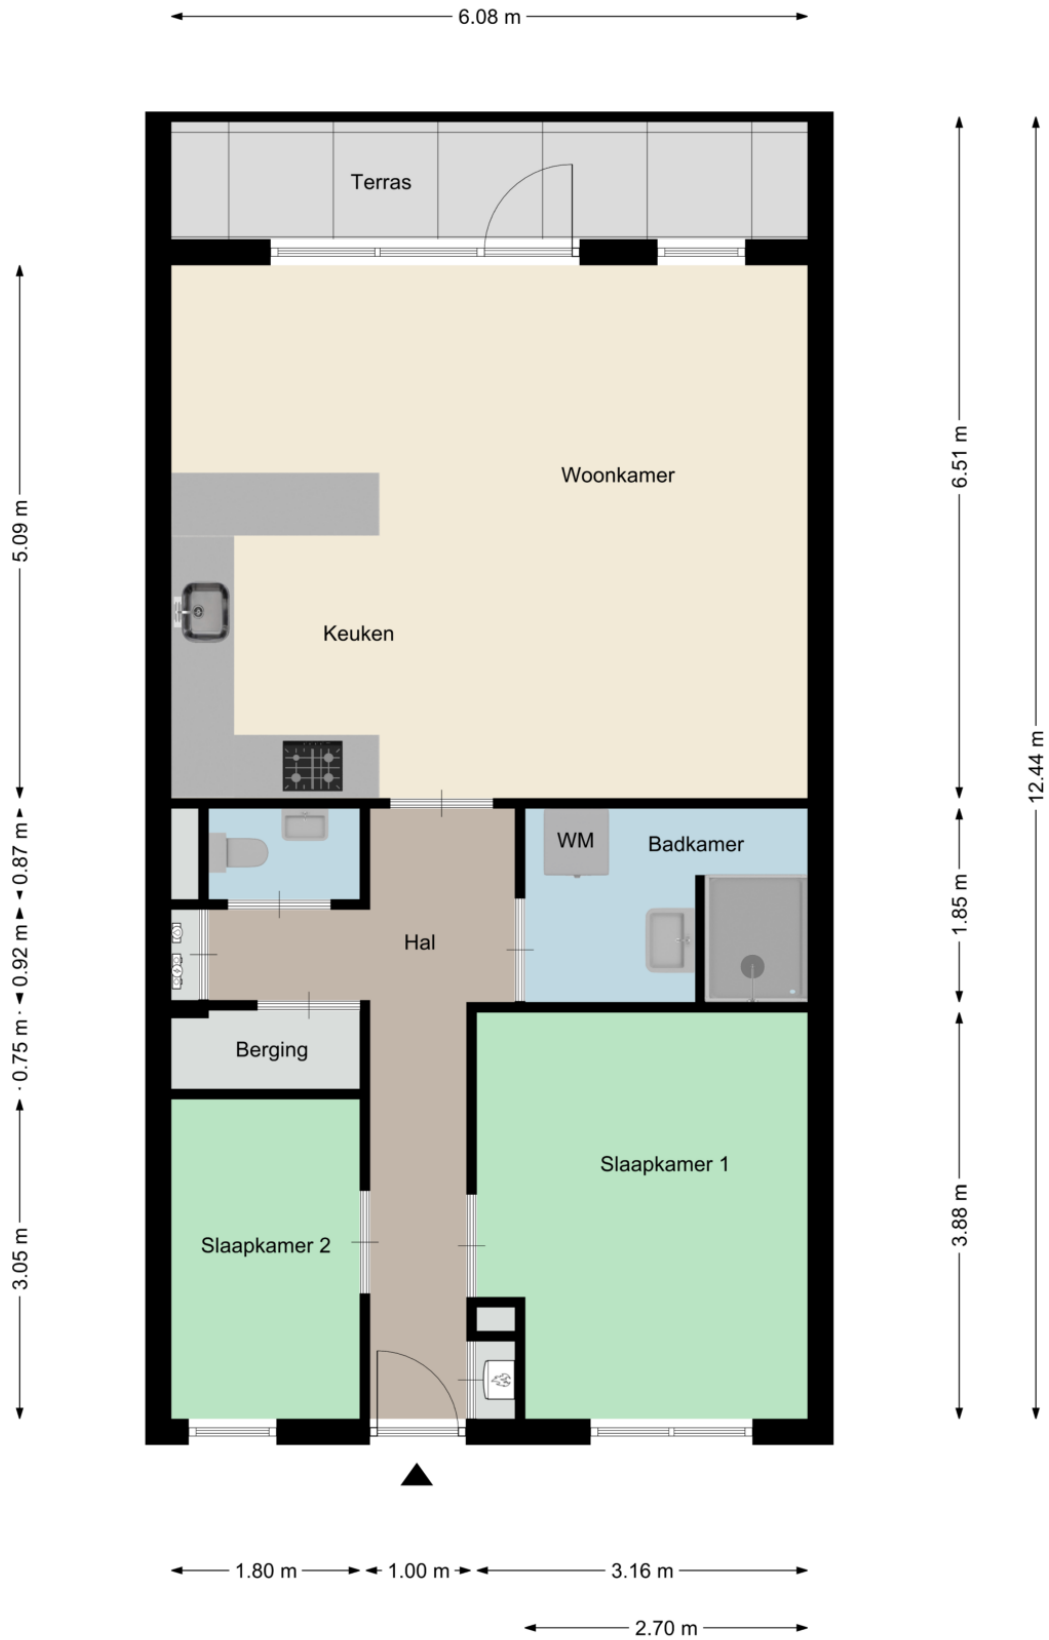 6.08 m
Terras
6.51 m
12.44 m
5.09 m
Woonkamer
Keuken
WM
Badkamer
0.87 m
1.85 m
Hal
0.92 m
0.75 m
Berging
Slaapkamer 1
3.88 m
Slaapkamer 2
3.05 m
1.80 m
1.00 m
3.16 m
2.70 m